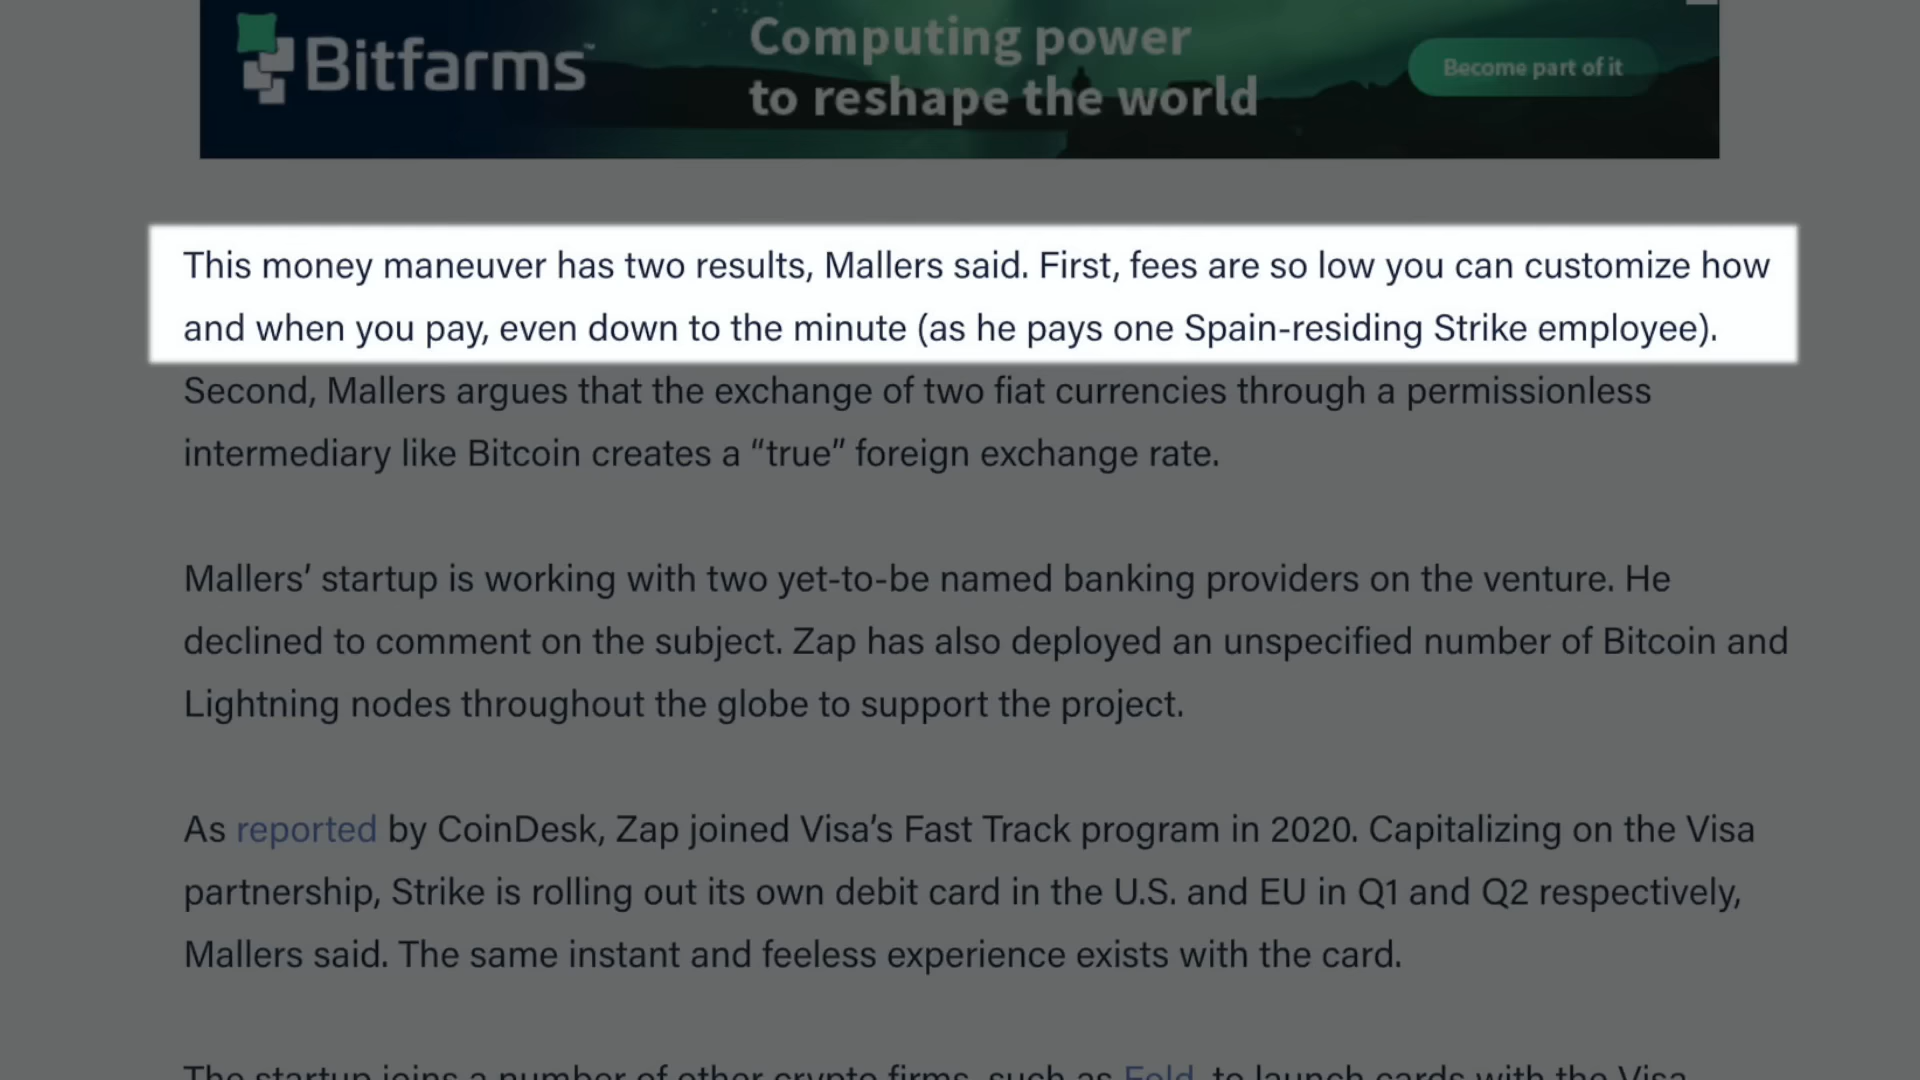 Bitfarms™
Computing power
to reshape the world
Become part of it
This money maneuver has two results, Mallers said. First, fees are so low you can customize how
and when you pay, even down to the minute (as he pays one Spain-residing Strike employee).
Second, Mallers argues that the exchange of two fiat currencies through a permissionless
intermediary like Bitcoin creates a “true” foreign exchange rate.
Mallers’ startup is working with two yet-to-be named banking providers on the venture. He
declined to comment on the subject. Zap has also deployed an unspecified number of Bitcoin and
Lightning nodes throughout the globe to support the project.
As reported by CoinDesk, Zap joined Visa’s Fast Track program in 2020. Capitalizing on the Visa
partnership, Strike is rolling out its own debit card in the U.S. and EU in Q1 and Q2 respectively,
Mallers said. The same instant and feeless experience exists with the card.
The startup joins a number of other crypto firms, such as Fold, to launch cards with the Visa